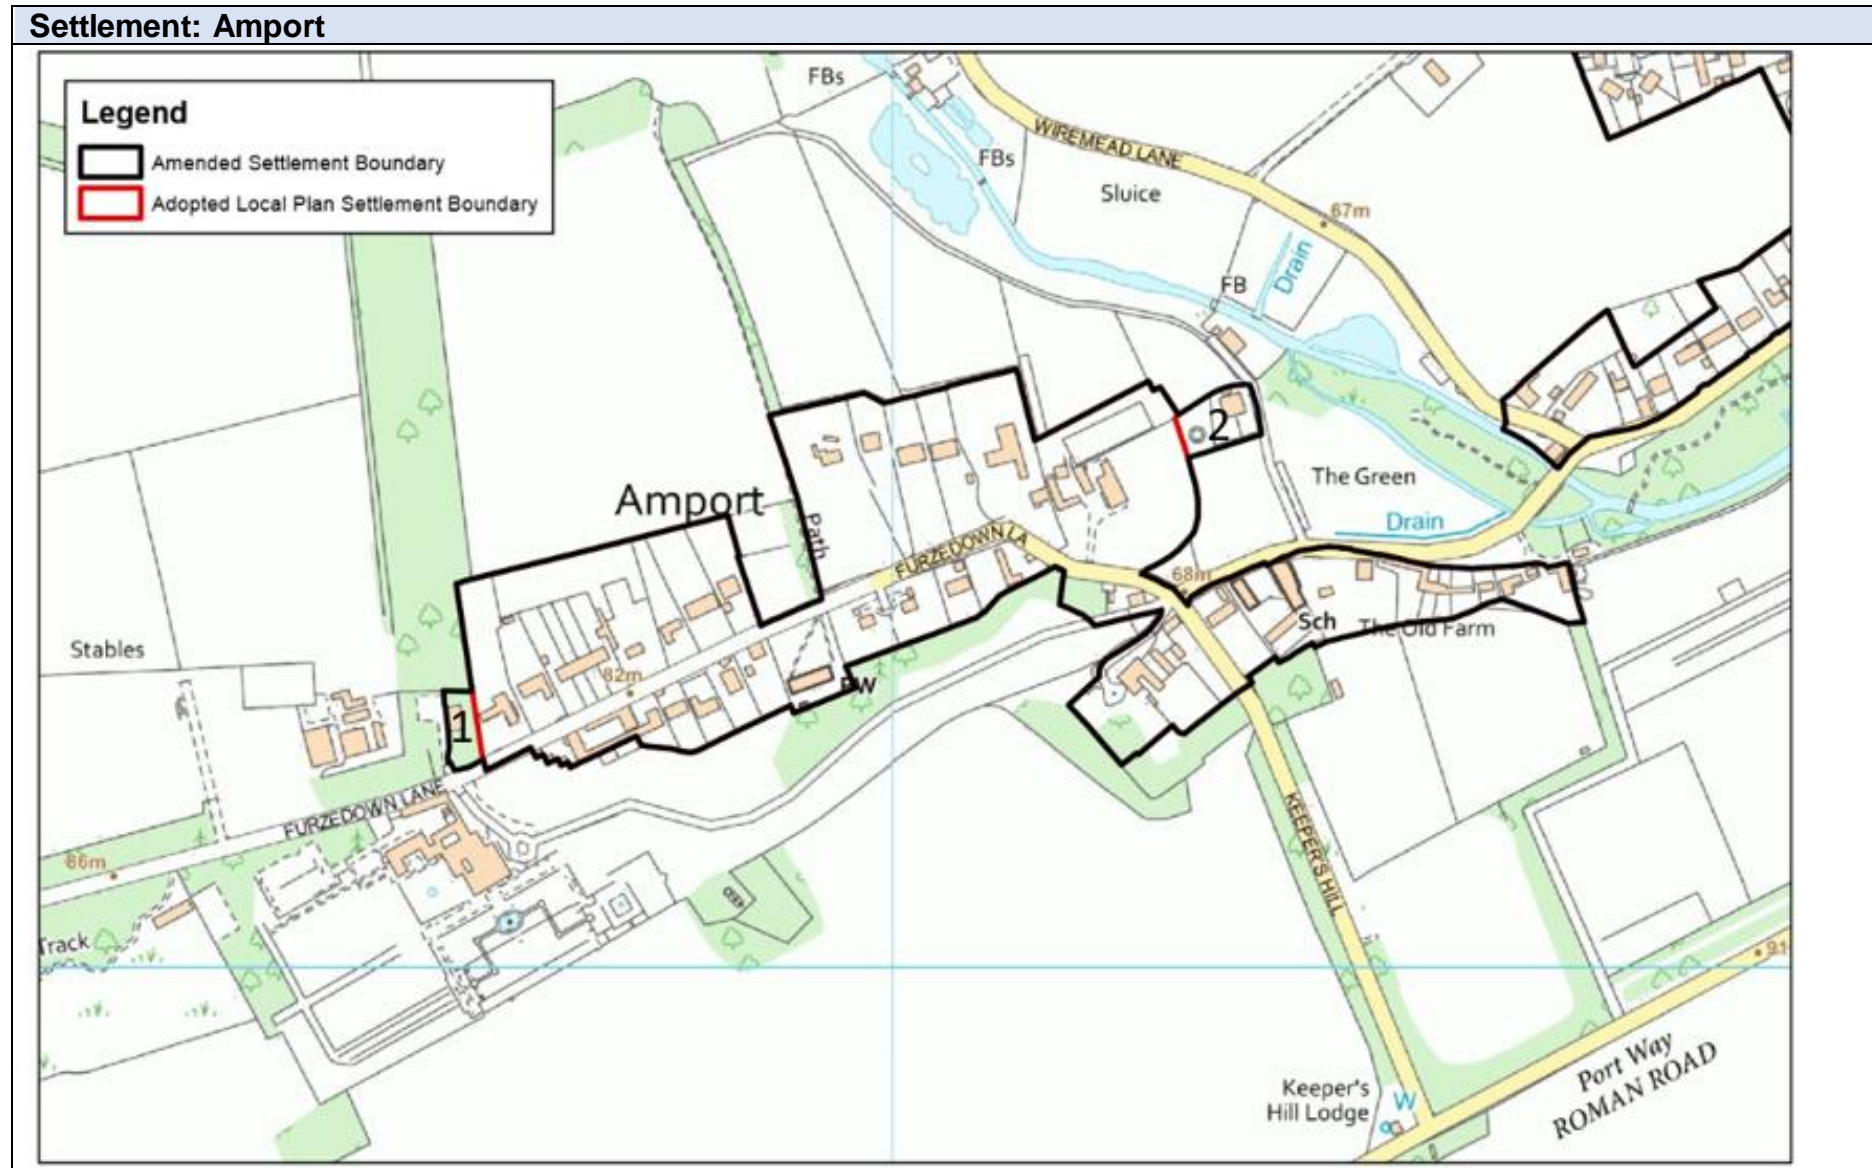 Settlement: Amport
Legend
Amended Settlement Boundary
Adopted Local Plan Settlement Boundary
FBs
WIREMEAD LANE
FBs
Sluice
67m
Drain
FB
2
The Green
Amport
Path
Drain
FURZEDOWN LA
68m
Sch
The Old Farm
Stables
82m
PW
1
FURZEDOWN LANE
86m
KEEPER'S HILL
Track
91
Port Way
ROMAN ROAD
Keeper's
Hill Lodge
W